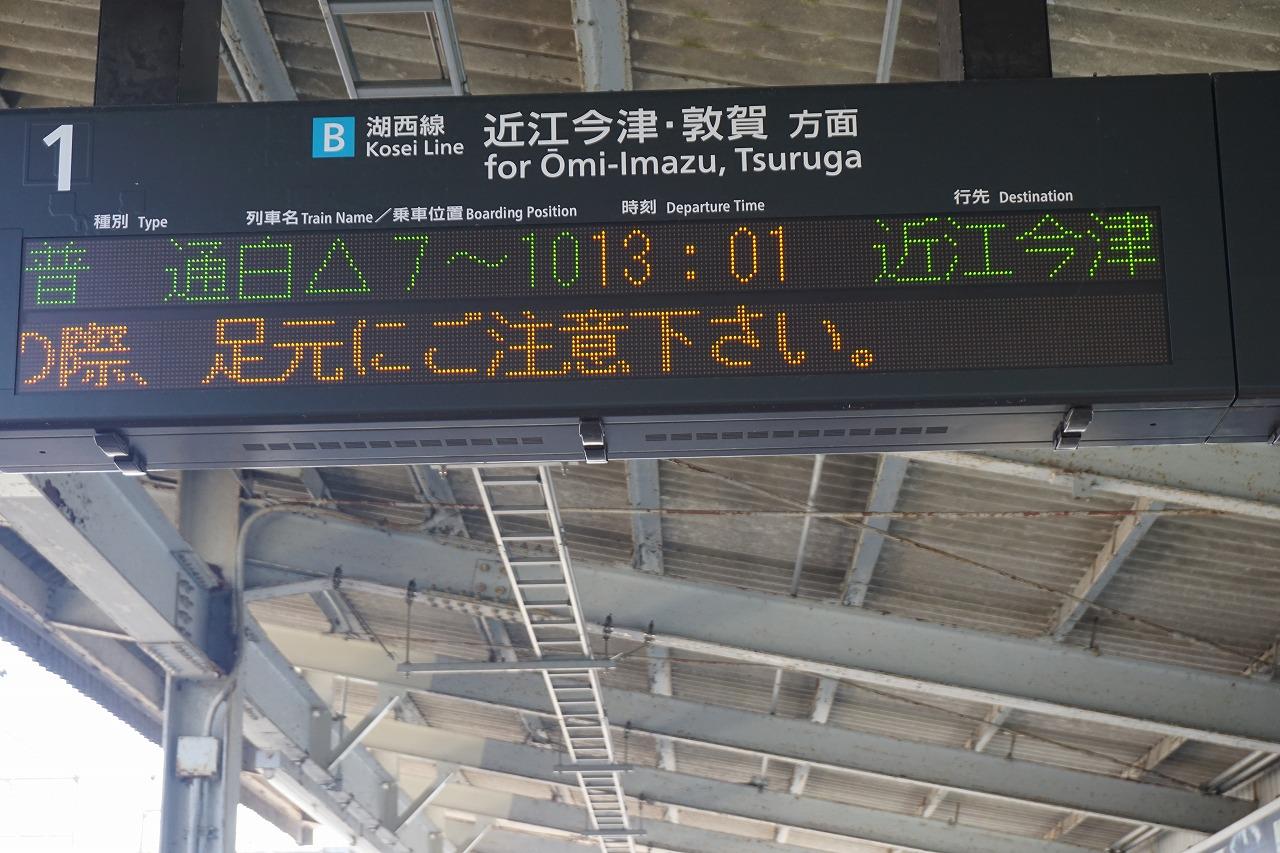 1
B 湖西線 近江今津・敦賀 方面
Kosei Line for Ōmi-Imazu, Tsuruga
種別 Type 列車名 Train Name／乗車位置 Boarding Position 時刻 Departure Time 行先 Destination
普通 白△7〜10 13:01 近江今津
り際、 足元にご注意下さい。